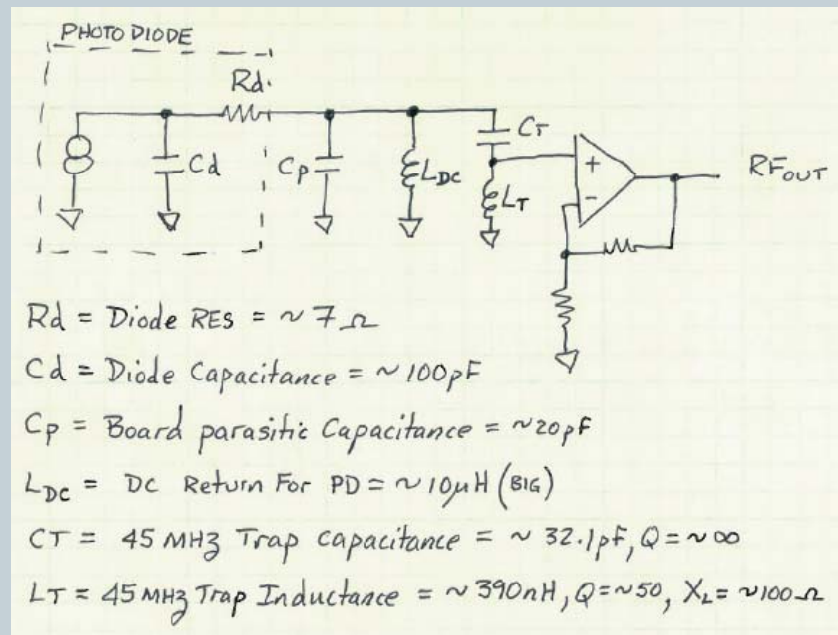 PHOTO DIODE
Rd.
Cd
Cp
LDC
CT
LT
+
-
RFOUT
Rd = Diode RES = ~ 7 Ω
Cd = Diode Capacitance = ~ 100pF
Cp = Board parasitic Capacitance = ~20pF
LDC = DC Return For PD = ~ 10μH (BIG)
CT = 45 MHz Trap Capacitance = ~ 32.1pF, Q = ~ ∞
LT = 45 MHz Trap Inductance = ~ 390nH, Q = ~50, XL = ~100 Ω